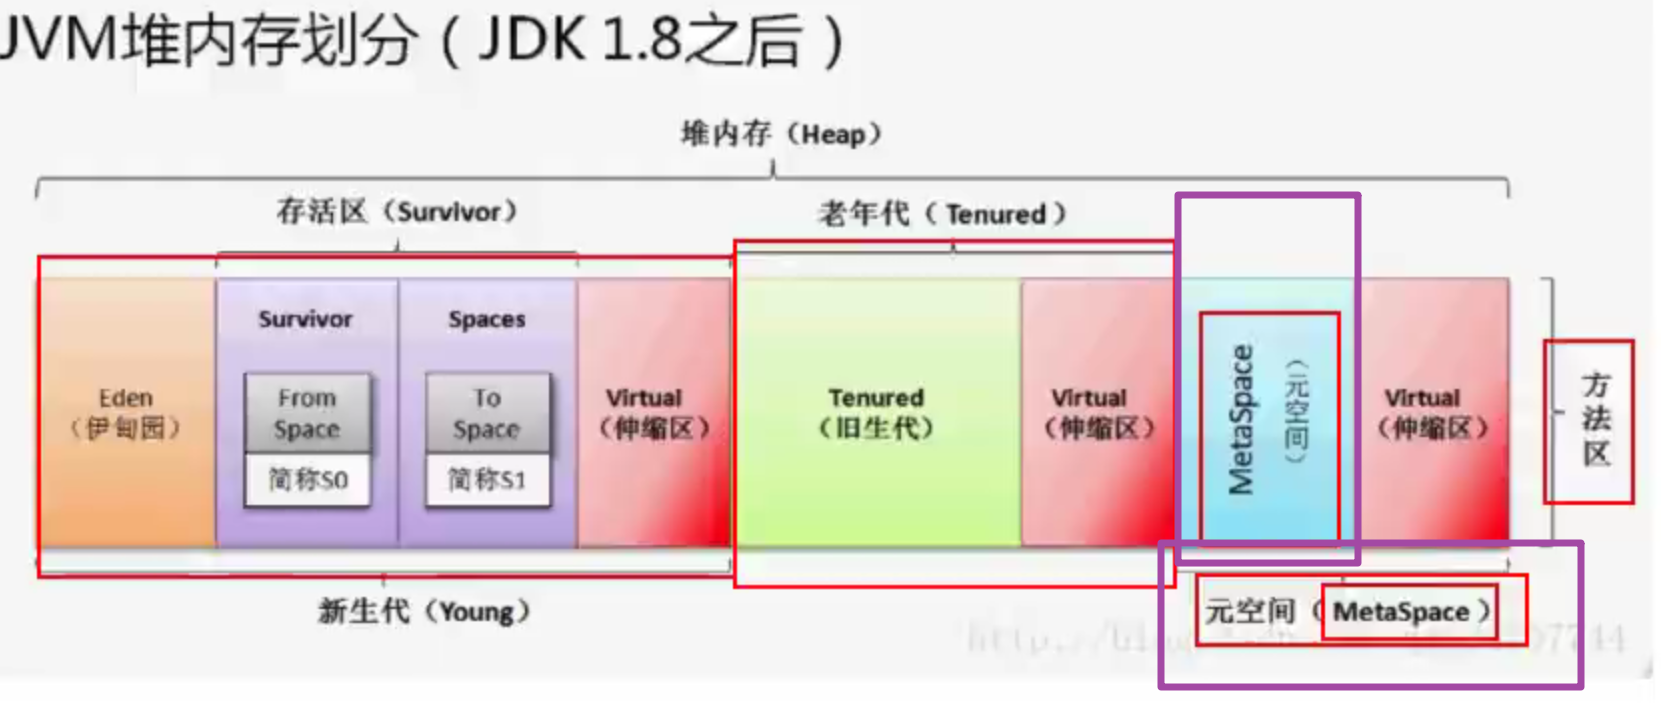 JVM堆内存划分（JDK 1.8之后）
堆内存（Heap）
存活区（Survivor）
老年代（Tenured）
Eden
（伊甸园）
Survivor
From
Space
简称S0
Spaces
To
Space
简称S1
Virtual
（伸缩区）
Tenured
（旧生代）
Virtual
（伸缩区）
MetaSpace
（元空间）
Virtual
（伸缩区）
方法区
新生代（Young）
元空间（MetaSpace）